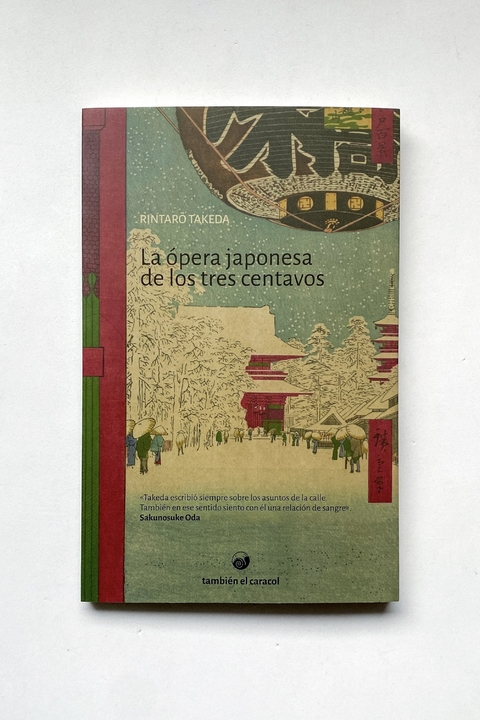 RINTARŌ TAKEDA
La ópera japonesa
de los tres centavos
«Takeda escribió siempre sobre los asuntos de la calle.
También en ese sentido siento con él una relación de sangre».
Sakunosuke Oda
también el caracol